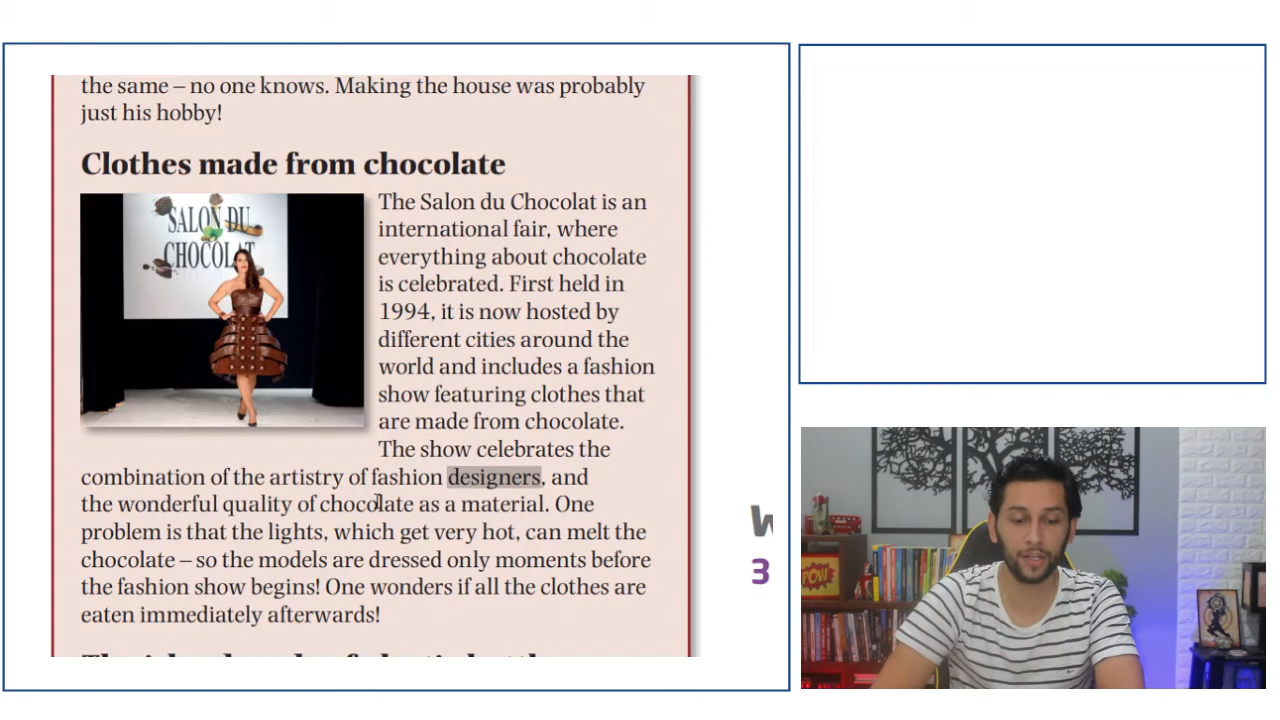 the same – no one knows. Making the house was probably
just his hobby!
Clothes made from chocolate
SALON DU
CHOCOLAT
The Salon du Chocolat is an
international fair, where
everything about chocolate
is celebrated. First held in
1994, it is now hosted by
different cities around the
world and includes a fashion
show featuring clothes that
are made from chocolate.
The show celebrates the
combination of the artistry of fashion designers, and
the wonderful quality of chocolate as a material. One
problem is that the lights, which get very hot, can melt the
chocolate – so the models are dressed only moments before
the fashion show begins! One wonders if all the clothes are
eaten immediately afterwards!
3
POW!